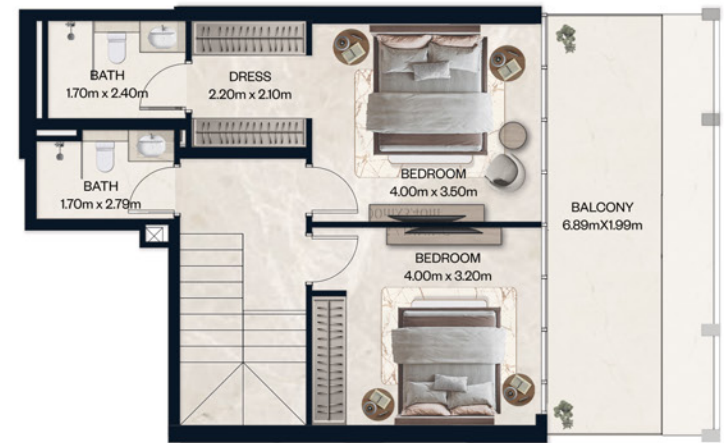 BATH
1.70m x 2.40m
DRESS
2.20m x 2.10m
BEDROOM
4.00m x 3.50m
BATH
1.70m x 2.79m
BALCONY
6.89mX1.99m
BEDROOM
4.00m x 3.20m